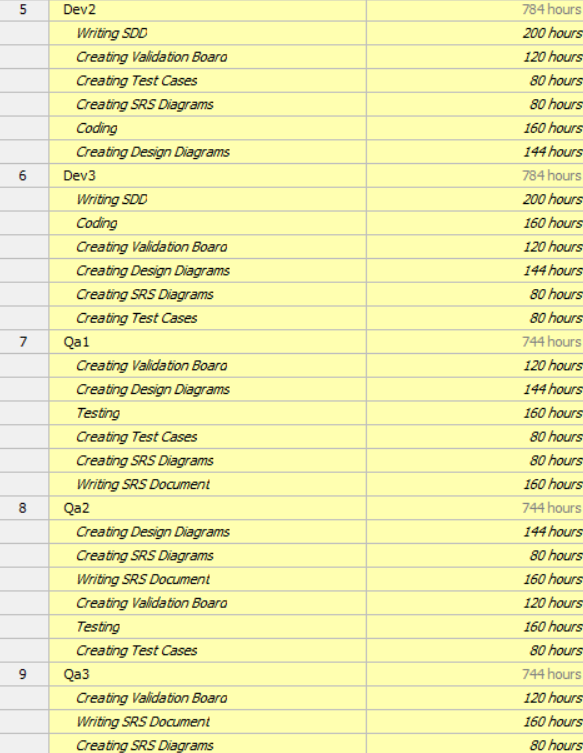 5 Dev2 784 hours
Writing SDD 200 hours
Creating Validation Board 120 hours
Creating Test Cases 80 hours
Creating SRS Diagrams 80 hours
Coding 160 hours
Creating Design Diagrams 144 hours
6 Dev3 784 hours
Writing SDD 200 hours
Coding 160 hours
Creating Validation Board 120 hours
Creating Design Diagrams 144 hours
Creating SRS Diagrams 80 hours
Creating Test Cases 80 hours
7 Qa1 744 hours
Creating Validation Board 120 hours
Creating Design Diagrams 144 hours
Testing 160 hours
Creating Test Cases 80 hours
Creating SRS Diagrams 80 hours
Writing SRS Document 160 hours
8 Qa2 744 hours
Creating Design Diagrams 144 hours
Creating SRS Diagrams 80 hours
Writing SRS Document 160 hours
Creating Validation Board 120 hours
Testing 160 hours
Creating Test Cases 80 hours
9 Qa3 744 hours
Creating Validation Board 120 hours
Writing SRS Document 160 hours
Creating SRS Diagrams 80 hours